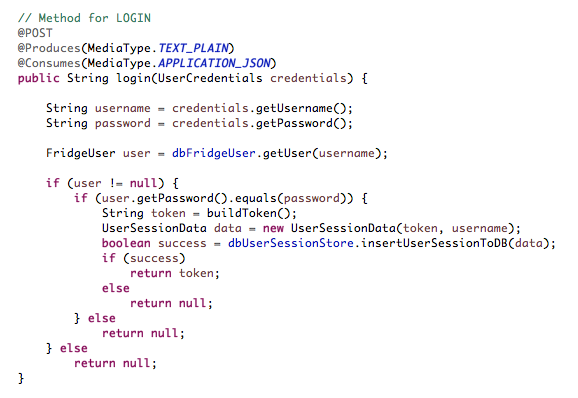 // Method for LOGIN
@POST
@Produces(MediaType.TEXT_PLAIN)
@Consumes(MediaType.APPLICATION_JSON)
public String login(UserCredentials credentials) {
String username = credentials.getUsername();
String password = credentials.getPassword();
FridgeUser user = dbFridgeUser.getUser(username);
if (user != null) {
if (user.getPassword().equals(password)) {
String token = buildToken();
UserSessionData data = new UserSessionData(token, username);
boolean success = dbUserSessionStore.insertUserSessionToDB(data);
if (success)
return token;
else
return null;
} else
return null;
} else
return null;
}